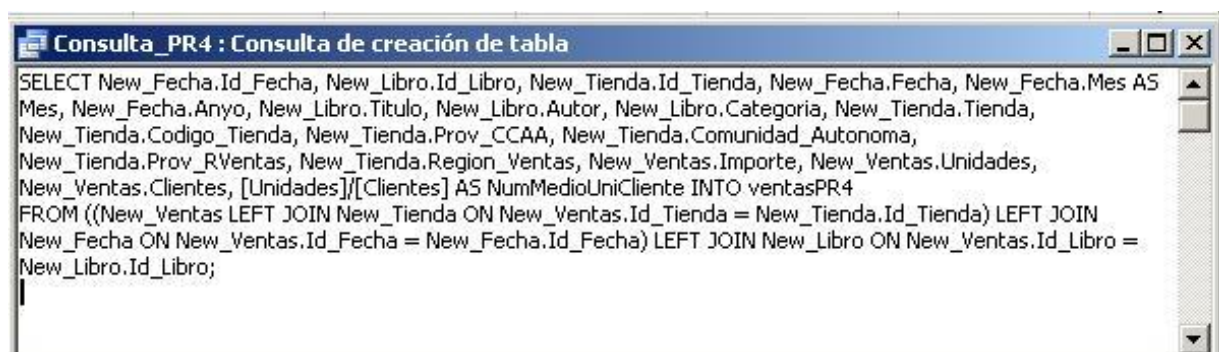 Consulta_PR4 : Consulta de creación de tabla
SELECT New_Fecha.Id_Fecha, New_Libro.Id_Libro, New_Tienda.Id_Tienda, New_Fecha.Fecha, New_Fecha.Mes AS
Mes, New_Fecha.Anyo, New_Libro.Titulo, New_Libro.Autor, New_Libro.Categoria, New_Tienda.Tienda,
New_Tienda.Codigo_Tienda, New_Tienda.Prov_CCAA, New_Tienda.Comunidad_Autonoma,
New_Tienda.Prov_RVentas, New_Tienda.Region_Ventas, New_Ventas.Importe, New_Ventas.Unidades,
New_Ventas.Clientes, [Unidades]/[Clientes] AS NumMedioUniCliente INTO ventasPR4
FROM ((New_Ventas LEFT JOIN New_Tienda ON New_Ventas.Id_Tienda = New_Tienda.Id_Tienda) LEFT JOIN
New_Fecha ON New_Ventas.Id_Fecha = New_Fecha.Id_Fecha) LEFT JOIN New_Libro ON New_Ventas.Id_Libro =
New_Libro.Id_Libro;